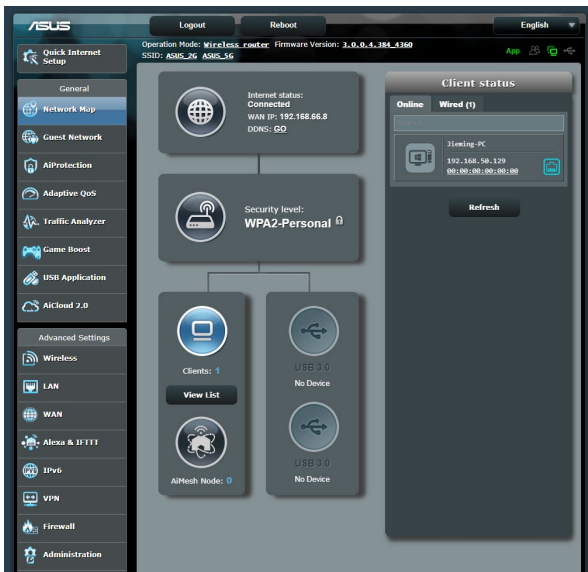 ASUS
Logout
Reboot
English
Operation Mode: Wireless router Firmware Version: 3.0.0.4.384_4360
SSID: ASUS_2G ASUS_5G
App
Quick Internet
Setup
General
Network Map
Guest Network
AiProtection
Adaptive QoS
Traffic Analyzer
Game Boost
USB Application
AiCloud 2.0
Advanced Settings
Wireless
LAN
WAN
Alexa & IFTTT
IPv6
VPN
Firewall
Administration
Internet status:
Connected
WAN IP: 192.168.66.8
DDNS: GO
Security level:
WPA2-Personal
Clients: 1
View List
AiMesh Node: 0
USB 3.0
No Device
USB 3.0
No Device
Client status
Online
Wired (1)
Jieming-PC
192.168.50.129
00:00:00:00:00:00
Refresh